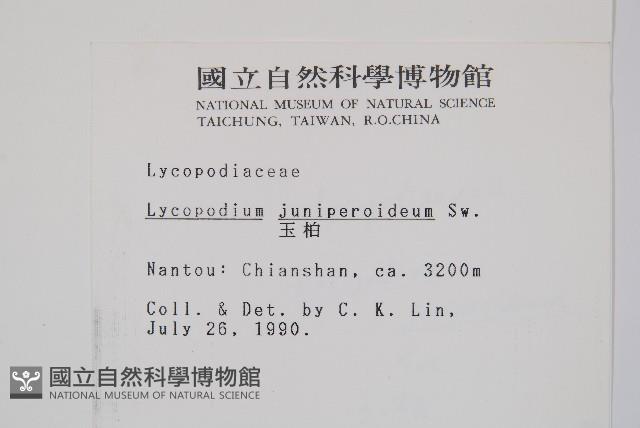 國立自然科學博物館
NATIONAL MUSEUM OF NATURAL SCIENCE
TAICHUNG, TAIWAN, R.O.CHINA
Lycopodiaceae
Lycopodium juniperoideum Sw.
玉柏
Nantou: Chianshan, ca. 3200m
Coll. & Det. by C. K. Lin,
July 26, 1990.
國立自然科學博物館
NATIONAL MUSEUM OF NATURAL SCIENCE